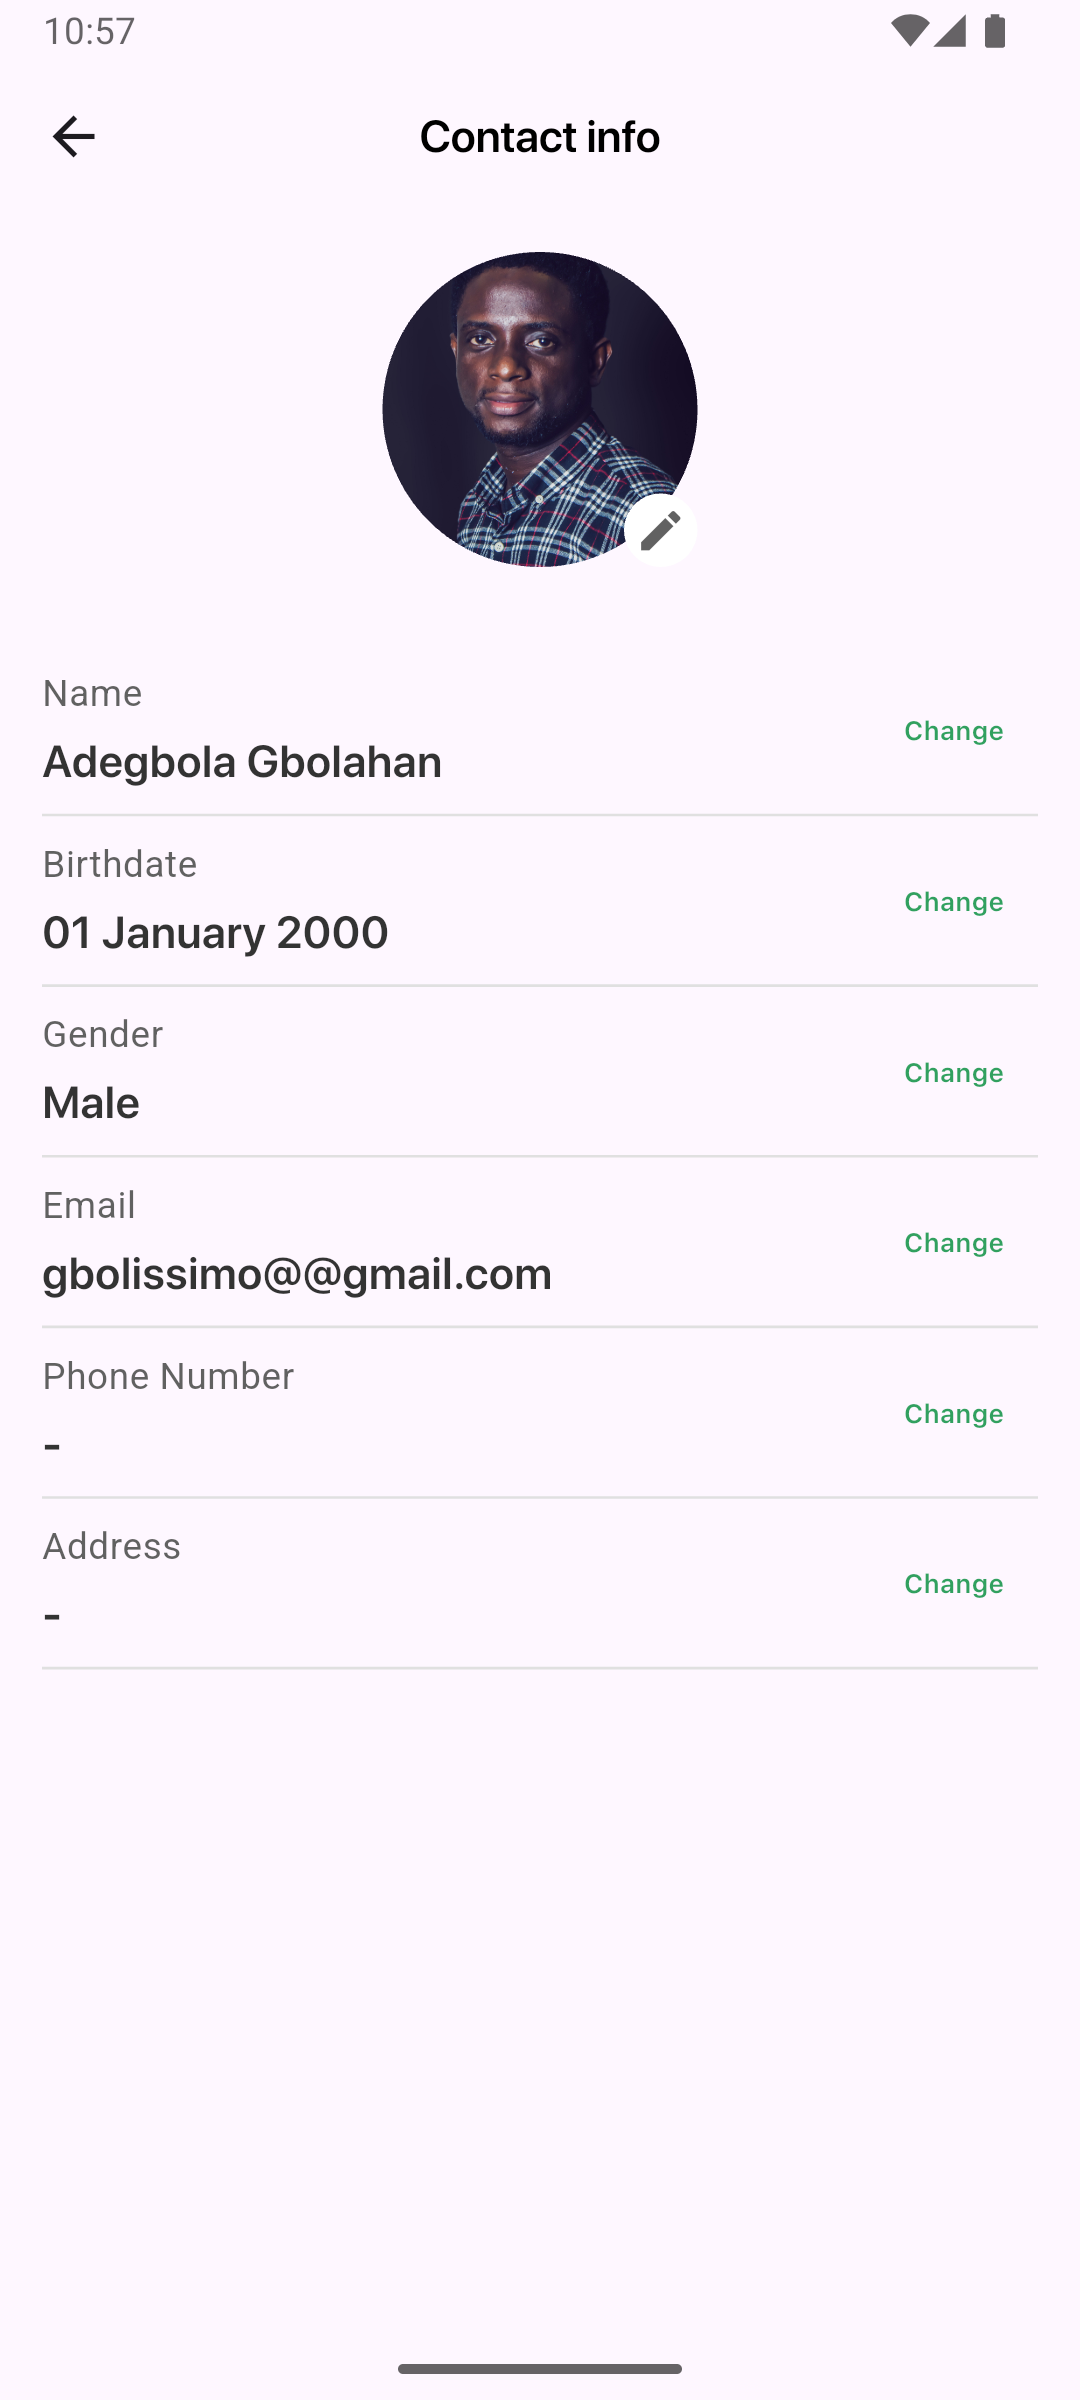 10:57
Contact info
Name
Change
Adegbola Gbolahan
Birthdate
Change
01 January 2000
Gender
Change
Male
Email
Change
gbolissimo@@gmail.com
Phone Number
Change
-
Address
Change
-